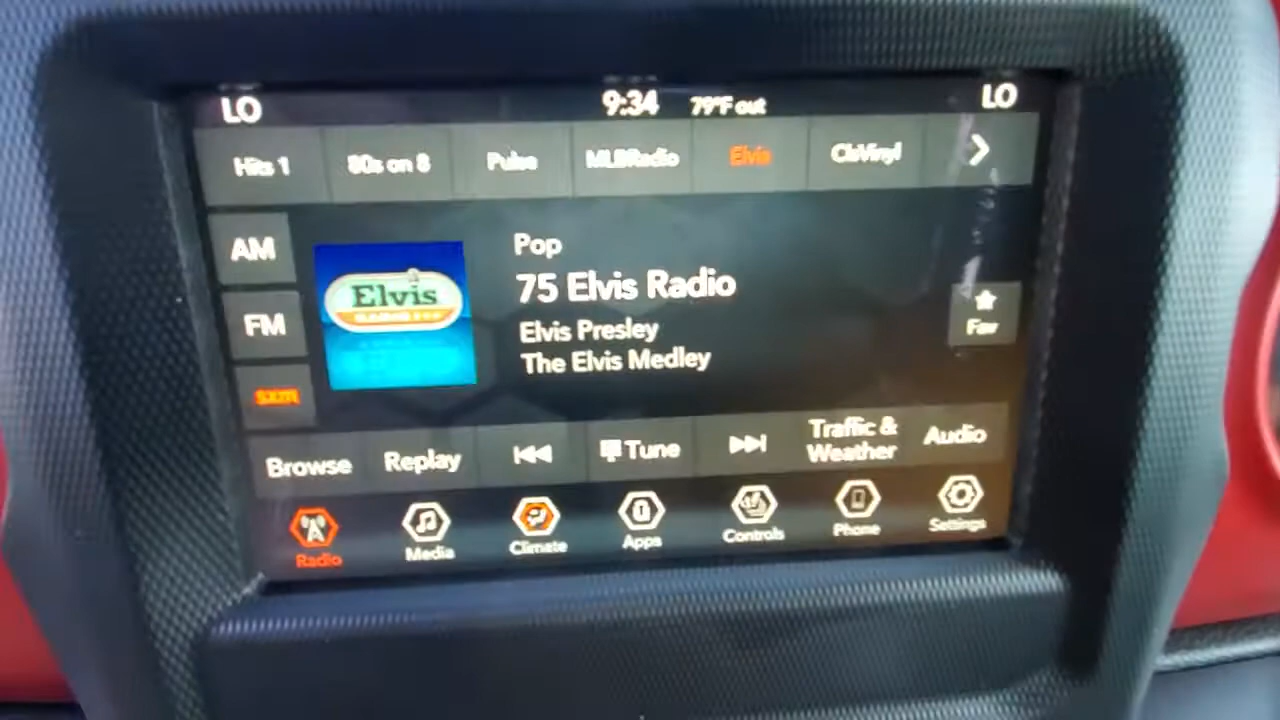 LO 9:34 79°F out LO
Hits 1 80s on 8 Pulse MLBRadio Elvis ClsVinyl
AM
FM
sxm
Elvis
Pop
75 Elvis Radio
Elvis Presley
The Elvis Medley
Fav
Browse Replay Tune Traffic & Weather Audio
Radio Media Climate Apps Controls Phone Settings